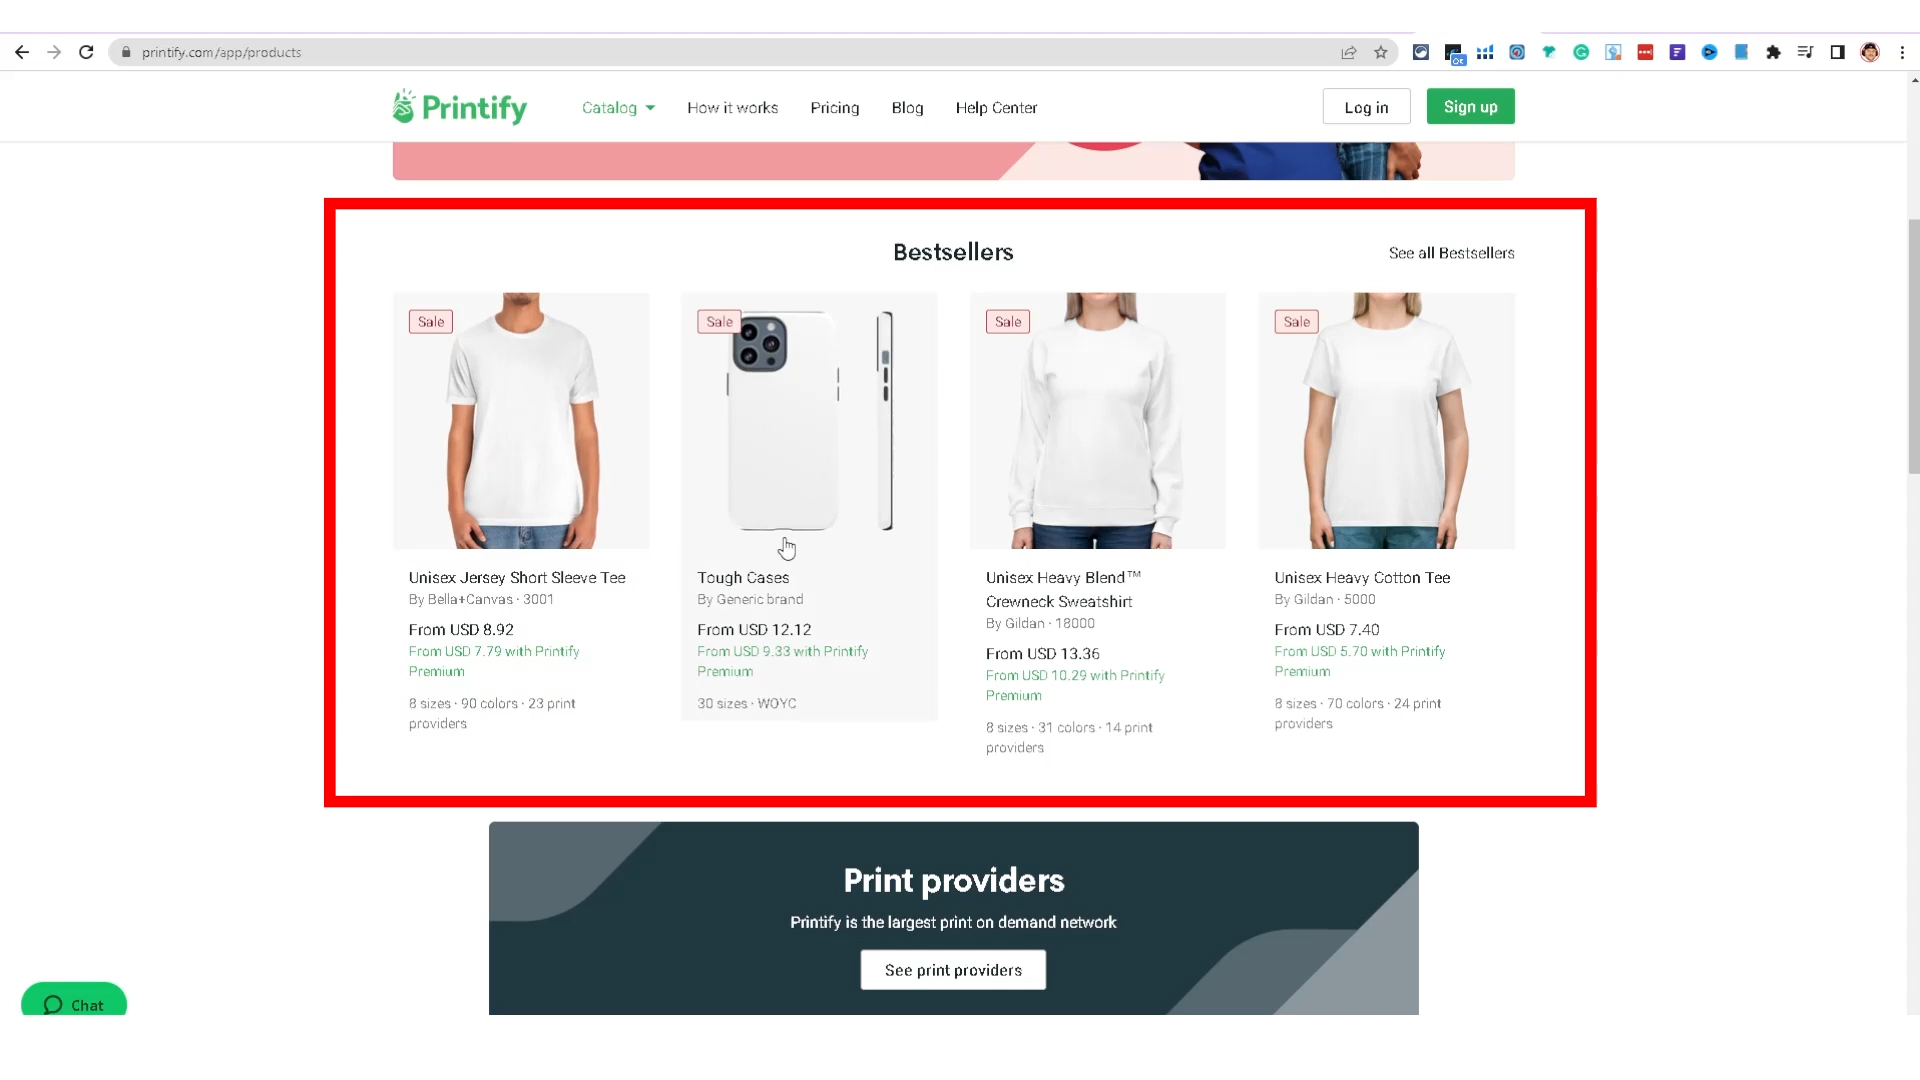 printify.com/app/products
Printify
Catalog
How it works
Pricing
Blog
Help Center
Log in
Sign up
Bestsellers
See all Bestsellers
Sale
Sale
Sale
Sale
Unisex Jersey Short Sleeve Tee
By Bella+Canvas · 3001
From USD 8.92
From USD 7.79 with Printify
Premium
8 sizes · 90 colors · 23 print
providers
Tough Cases
By Generic brand
From USD 12.12
From USD 9.33 with Printify
Premium
30 sizes · WOYC
Unisex Heavy Blend™
Crewneck Sweatshirt
By Gildan · 18000
From USD 13.36
From USD 10.29 with Printify
Premium
8 sizes · 31 colors · 14 print
providers
Unisex Heavy Cotton Tee
By Gildan · 5000
From USD 7.40
From USD 5.70 with Printify
Premium
8 sizes · 70 colors · 24 print
providers
Print providers
Printify is the largest print on demand network
See print providers
Chat